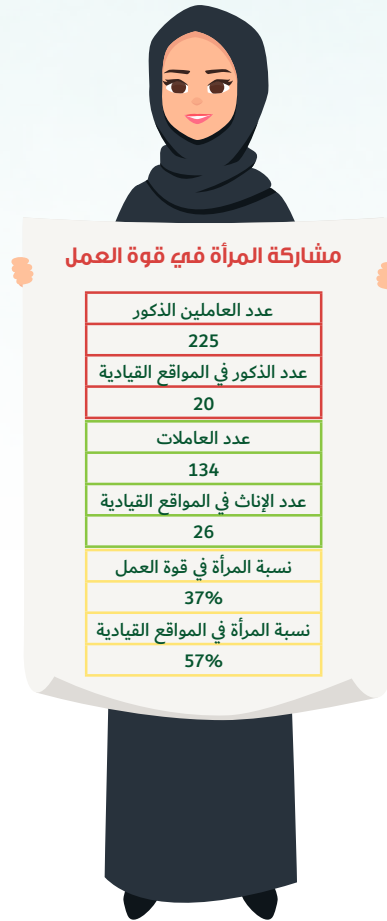 مشاركة المرأة في قوة العمل
عدد العاملين الذكور
225
عدد الذكور في المواقع القيادية
20
عدد العاملات
134
عدد الإناث في المواقع القيادية
26
نسبة المرأة في قوة العمل
37%
نسبة المرأة في المواقع القيادية
57%